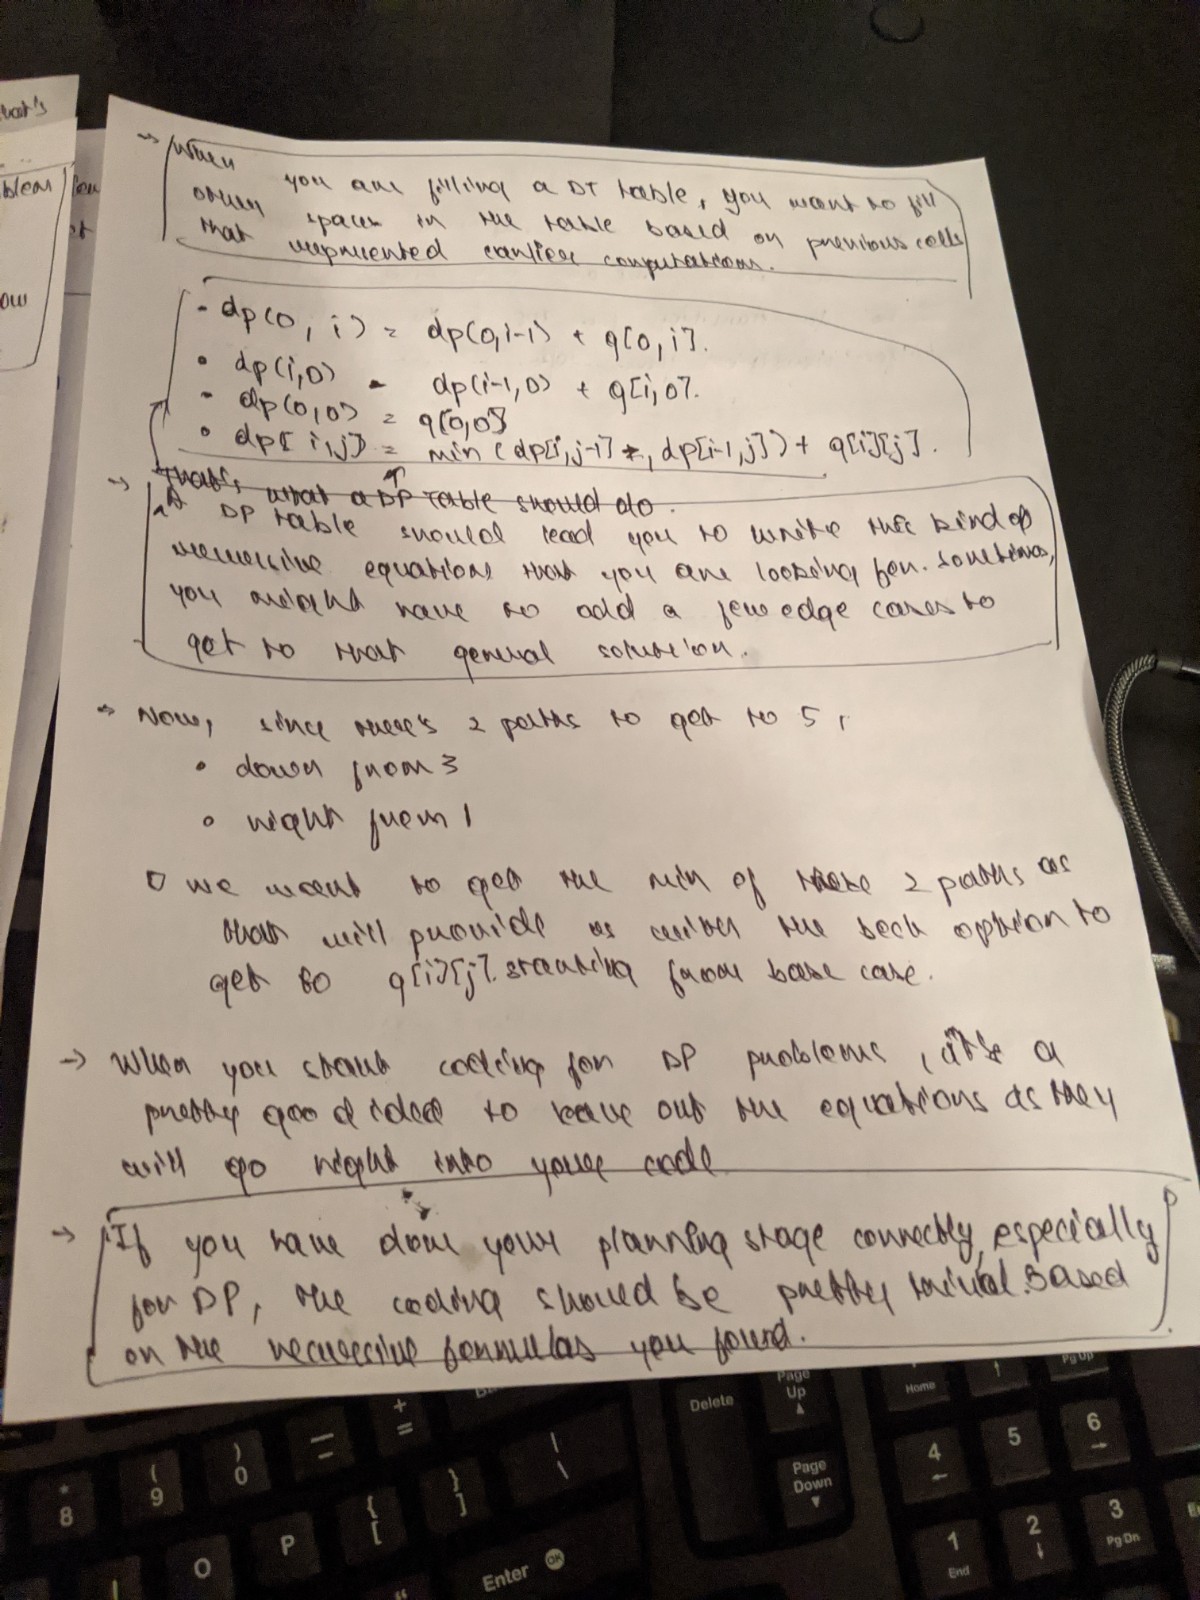 → When
you are filling a DT table, you want to fill
other spaces in the table based on previous cells
that represented earlier computations.
- dp(0, i) = dp(0,i-1) + g[0, i].
• dp(i,0) = dp(i-1,0) + g[i,0].
- dp(0,0) = g[0,0]
• dp[i,j] = min(dp[i,j-1], dp[i-1,j]) + g[i][j].
that's what a DP table should do.
→ A DP table should lead you to write the kind of
recursive equations that you are looking for. sometimes,
you might have to add a few edge cases to
get to that general solution.
→ Now, since there's 2 paths to get to 5,
• down from 3
• right from 1
□ we want to get the min of these 2 paths as
that will provide us with the best option to
get to g[i][j]. starting from base case.
→ When you start coding for DP problems, it's a
pretty good idea to leave out the equations as they
will go right into your code
→ If you have done your planning stage correctly, especially
for DP, the coding should be pretty trivial. Based
on the recursive formulas you found.
that's
blem
ow
for
et
* 8
( 9
) 0
+ =
{ [
} ]
| \
O
P
Enter OK
Delete
Page Up
Page Down
Home
Pg Up
4
5
6
1 End
2
3 Pg Dn